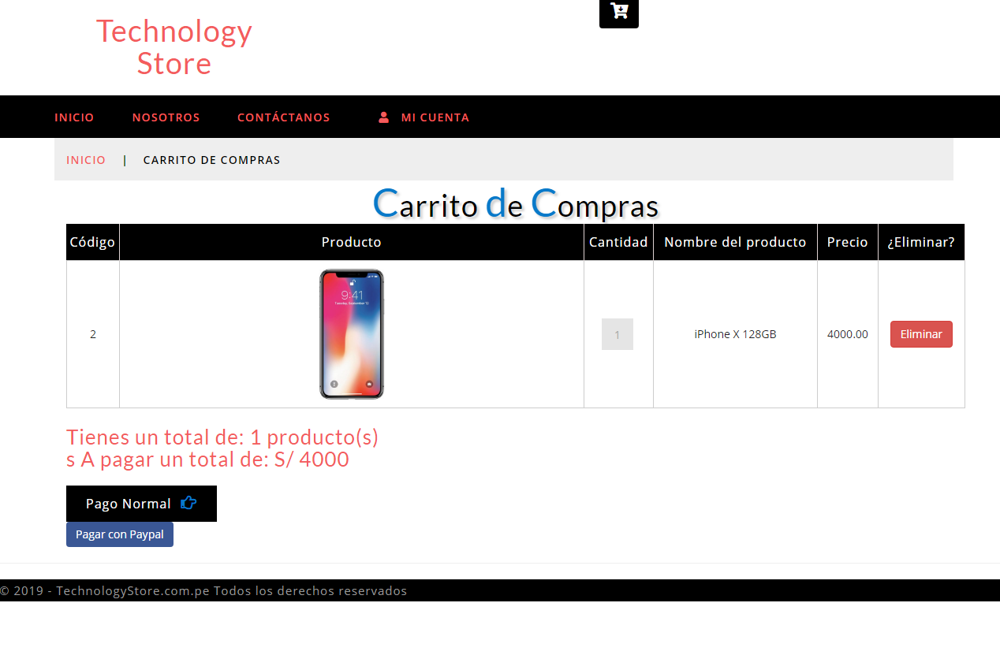 Technology
Store
INICIO NOSOTROS CONTÁCTANOS MI CUENTA
INICIO | CARRITO DE COMPRAS
Carrito de Compras
Código Producto Cantidad Nombre del producto Precio ¿Eliminar?
9:41
Tuesday, September 12
2 1 iPhone X 128GB 4000.00 Eliminar
Tienes un total de: 1 producto(s)
s A pagar un total de: S/ 4000
Pago Normal
Pagar con Paypal
© 2019 - TechnologyStore.com.pe Todos los derechos reservados